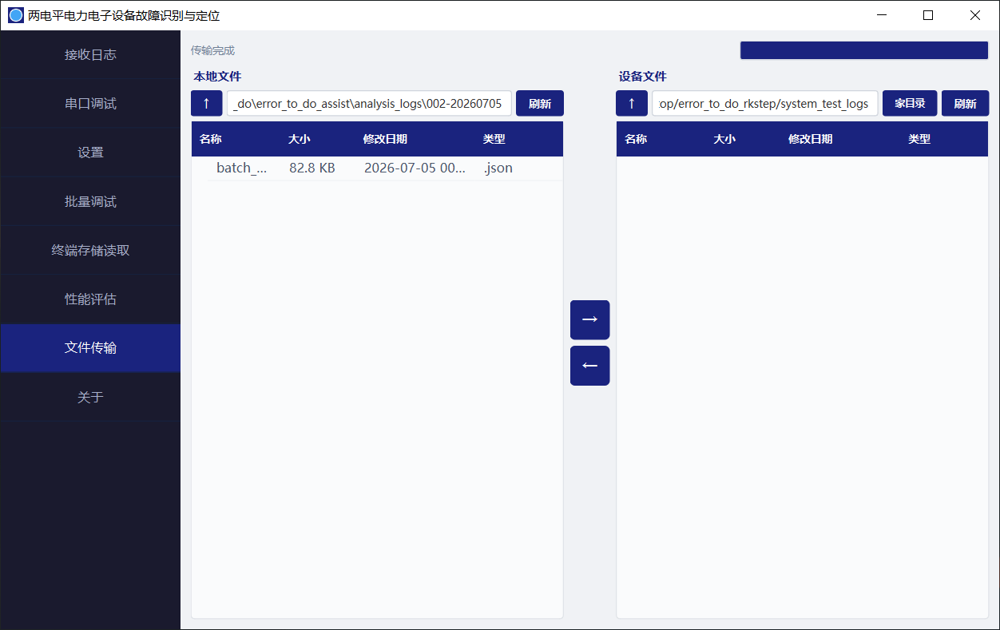 两电平电力电子设备故障识别与定位
接收日志
串口调试
设置
批量调试
终端存储读取
性能评估
文件传输
关于
传输完成
本地文件
↑ _do\error_to_do_assist\analysis_logs\002-20260705 刷新
名称 大小 修改日期 类型
batch_... 82.8 KB 2026-07-05 00... .json
→
←
设备文件
↑ op/error_to_do_rkstep/system_test_logs 家目录 刷新
名称 大小 修改日期 类型